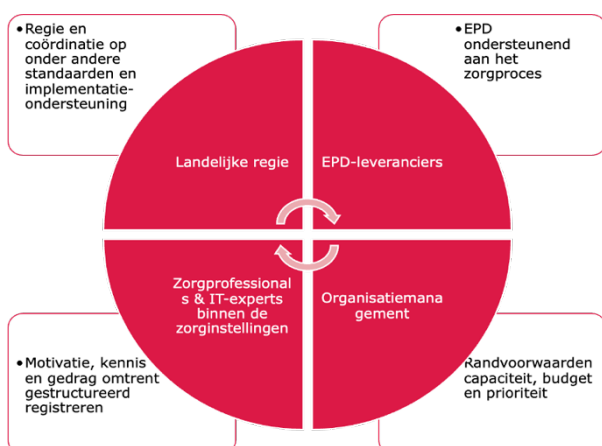 •Regie en
coördinatie op
onder andere
standaarden en
implementatie-
ondersteuning
•EPD
ondersteunend
aan het
zorgproces
Landelijke regie
EPD-leveranciers
Zorgprofessional
s & IT-experts
binnen de
zorginstellingen
Organisatiemana
gement
•Motivatie, kennis
en gedrag omtrent
gestructureerd
registreren
Randvoorwaarden
capaciteit, budget
en prioriteit